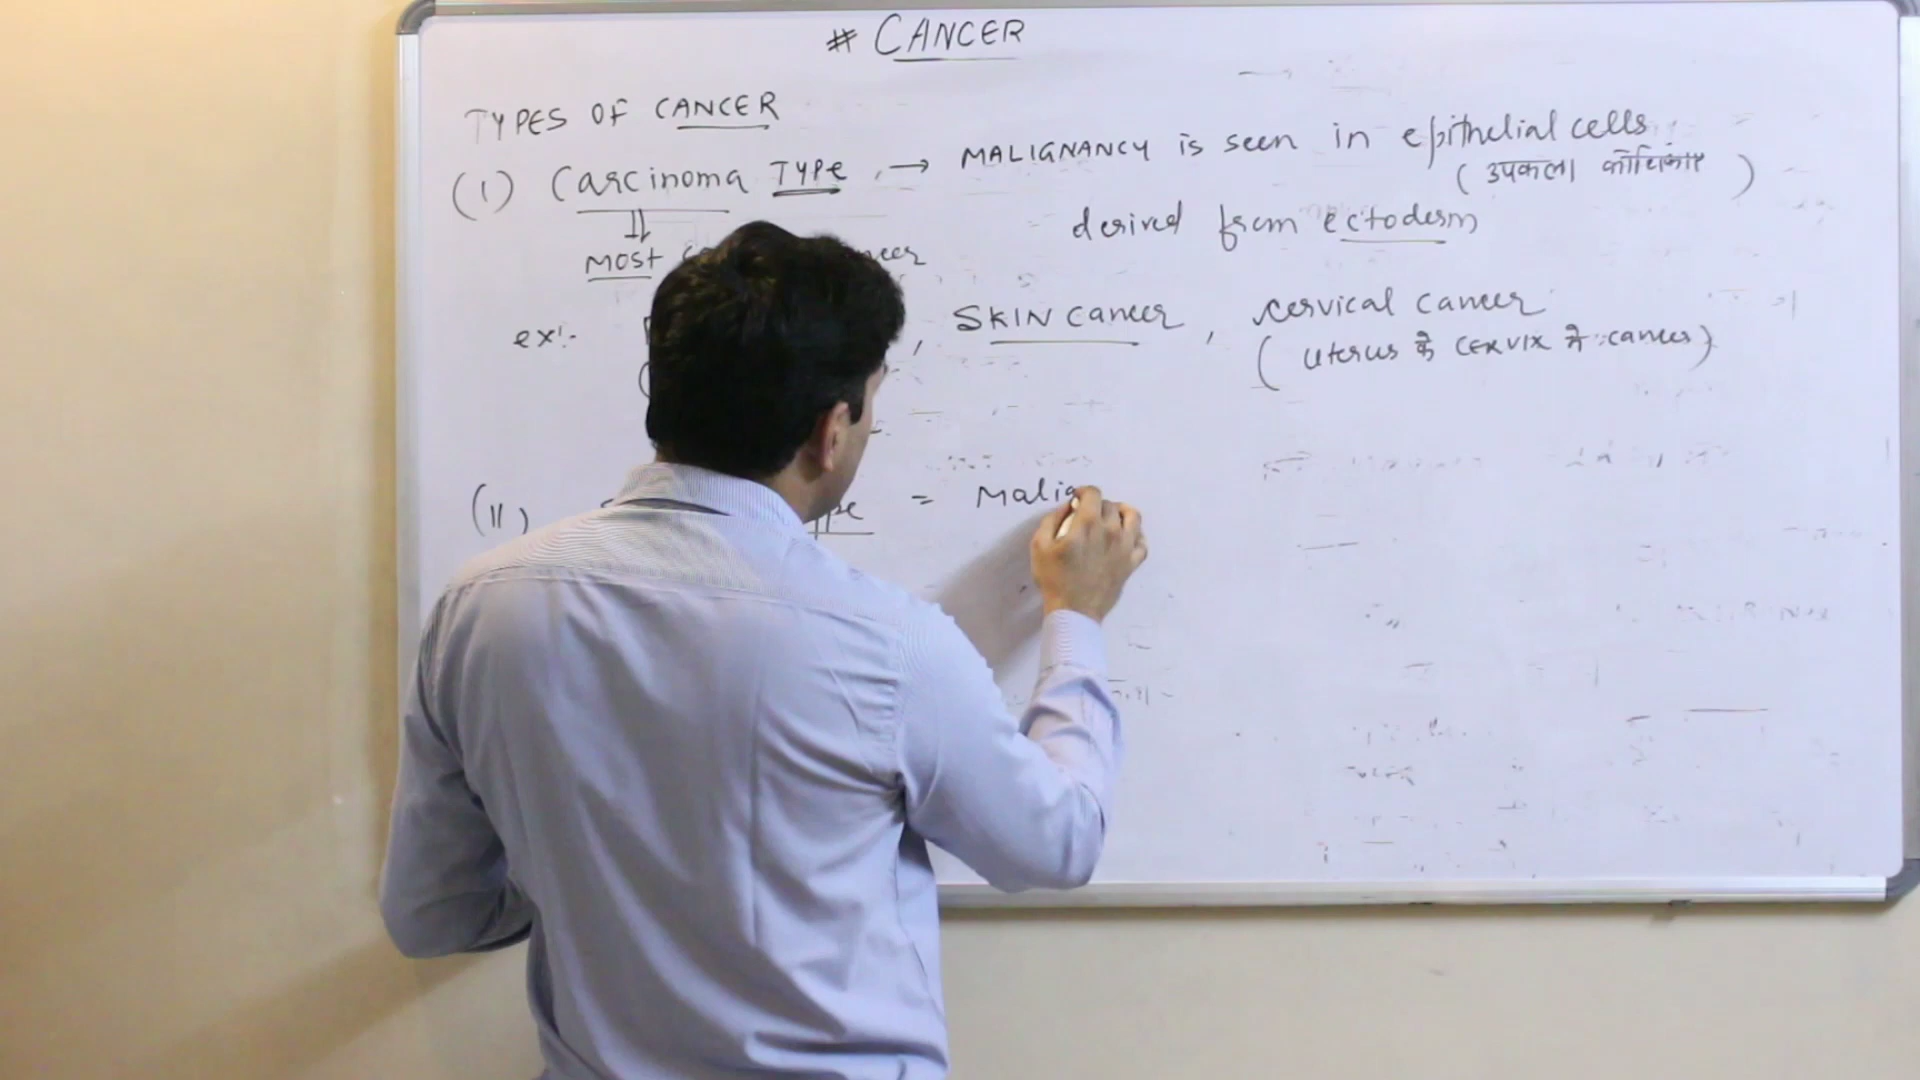 # CANCER
TYPES OF CANCER
(I) Carcinoma TYPe → MALIGNANCY is seen in epithelial cells
(उपकला कोशिकाएं)
derived from ectoderm
⇓
MOST
ex:- , SKIN Cancer , cervical cancer
(uterus के CERVIX में cancer)
(II) = Malig